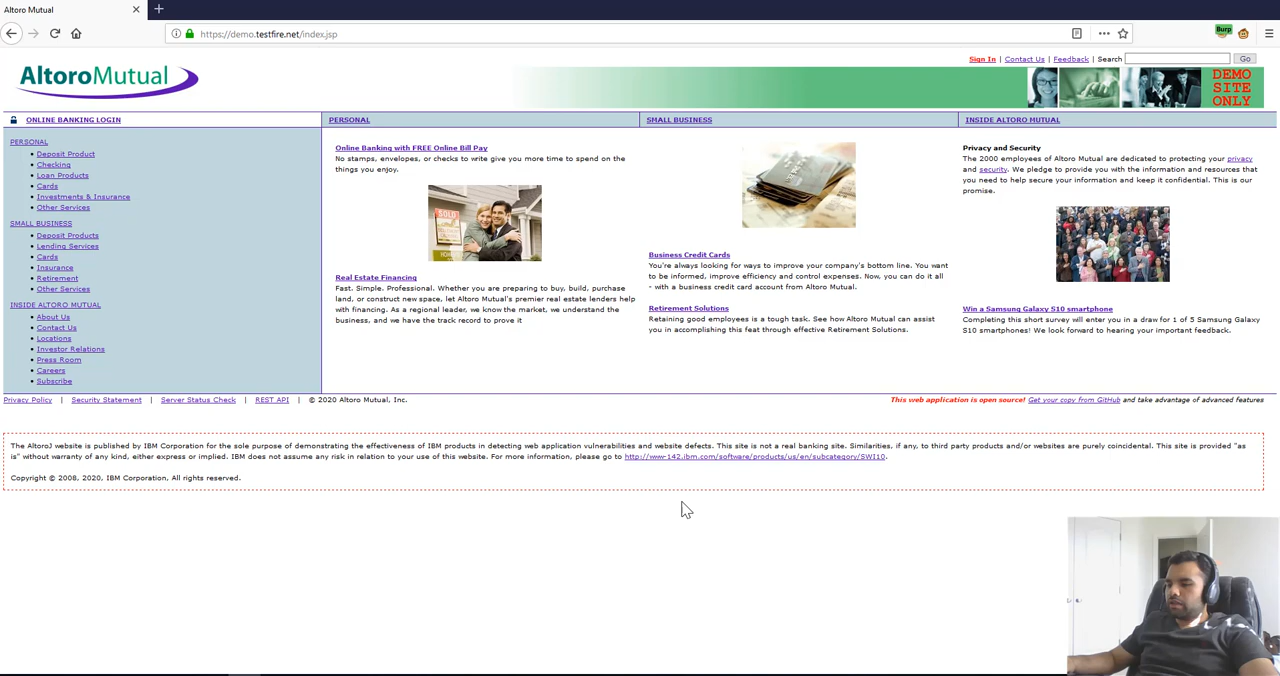 Altoro Mutual
https://demo.testfire.net/index.jsp
Burp
Sign In | Contact Us | Feedback | Search Go
AltoroMutual
DEMO
SITE
ONLY
ONLINE BANKING LOGIN
PERSONAL
SMALL BUSINESS
INSIDE ALTORO MUTUAL
PERSONAL
Deposit Product
Checking
Loan Products
Cards
Investments & Insurance
Other Services
SMALL BUSINESS
Deposit Products
Lending Services
Cards
Insurance
Retirement
Other Services
INSIDE ALTORO MUTUAL
About Us
Contact Us
Locations
Investor Relations
Press Room
Careers
Subscribe
Online Banking with FREE Online Bill Pay
No stamps, envelopes, or checks to write give you more time to spend on the
things you enjoy.
SOLD
Real Estate Financing
Fast. Simple. Professional. Whether you are preparing to buy, build, purchase
land, or construct new space, let Altoro Mutual's premier real estate lenders help
with financing. As a regional leader, we know the market, we understand the
business, and we have the track record to prove it
Business Credit Cards
You're always looking for ways to improve your company's bottom line. You want
to be informed, improve efficiency and control expenses. Now, you can do it all
- with a business credit card account from Altoro Mutual.
Retirement Solutions
Retaining good employees is a tough task. See how Altoro Mutual can assist
you in accomplishing this feat through effective Retirement Solutions.
Privacy and Security
The 2000 employees of Altoro Mutual are dedicated to protecting your privacy
and security. We pledge to provide you with the information and resources that
you need to help secure your information and keep it confidential. This is our
promise.
Win a Samsung Galaxy S10 smartphone
Completing this short survey will enter you in a draw for 1 of 5 Samsung Galaxy
S10 smartphones! We look forward to hearing your important feedback.
Privacy Policy | Security Statement | Server Status Check | REST API | © 2020 Altoro Mutual, Inc.
This web application is open source! Get your copy from GitHub and take advantage of advanced features
The AltoroJ website is published by IBM Corporation for the sole purpose of demonstrating the effectiveness of IBM products in detecting web application vulnerabilities and website defects. This site is not a real banking site. Similarities, if any, to third party products and/or websites are purely coincidental. This site is provided "as
is" without warranty of any kind, either express or implied. IBM does not assume any risk in relation to your use of this website. For more information, please go to http://www-142.ibm.com/software/products/us/en/subcategory/SWI10.
Copyright © 2008, 2020, IBM Corporation, All rights reserved.